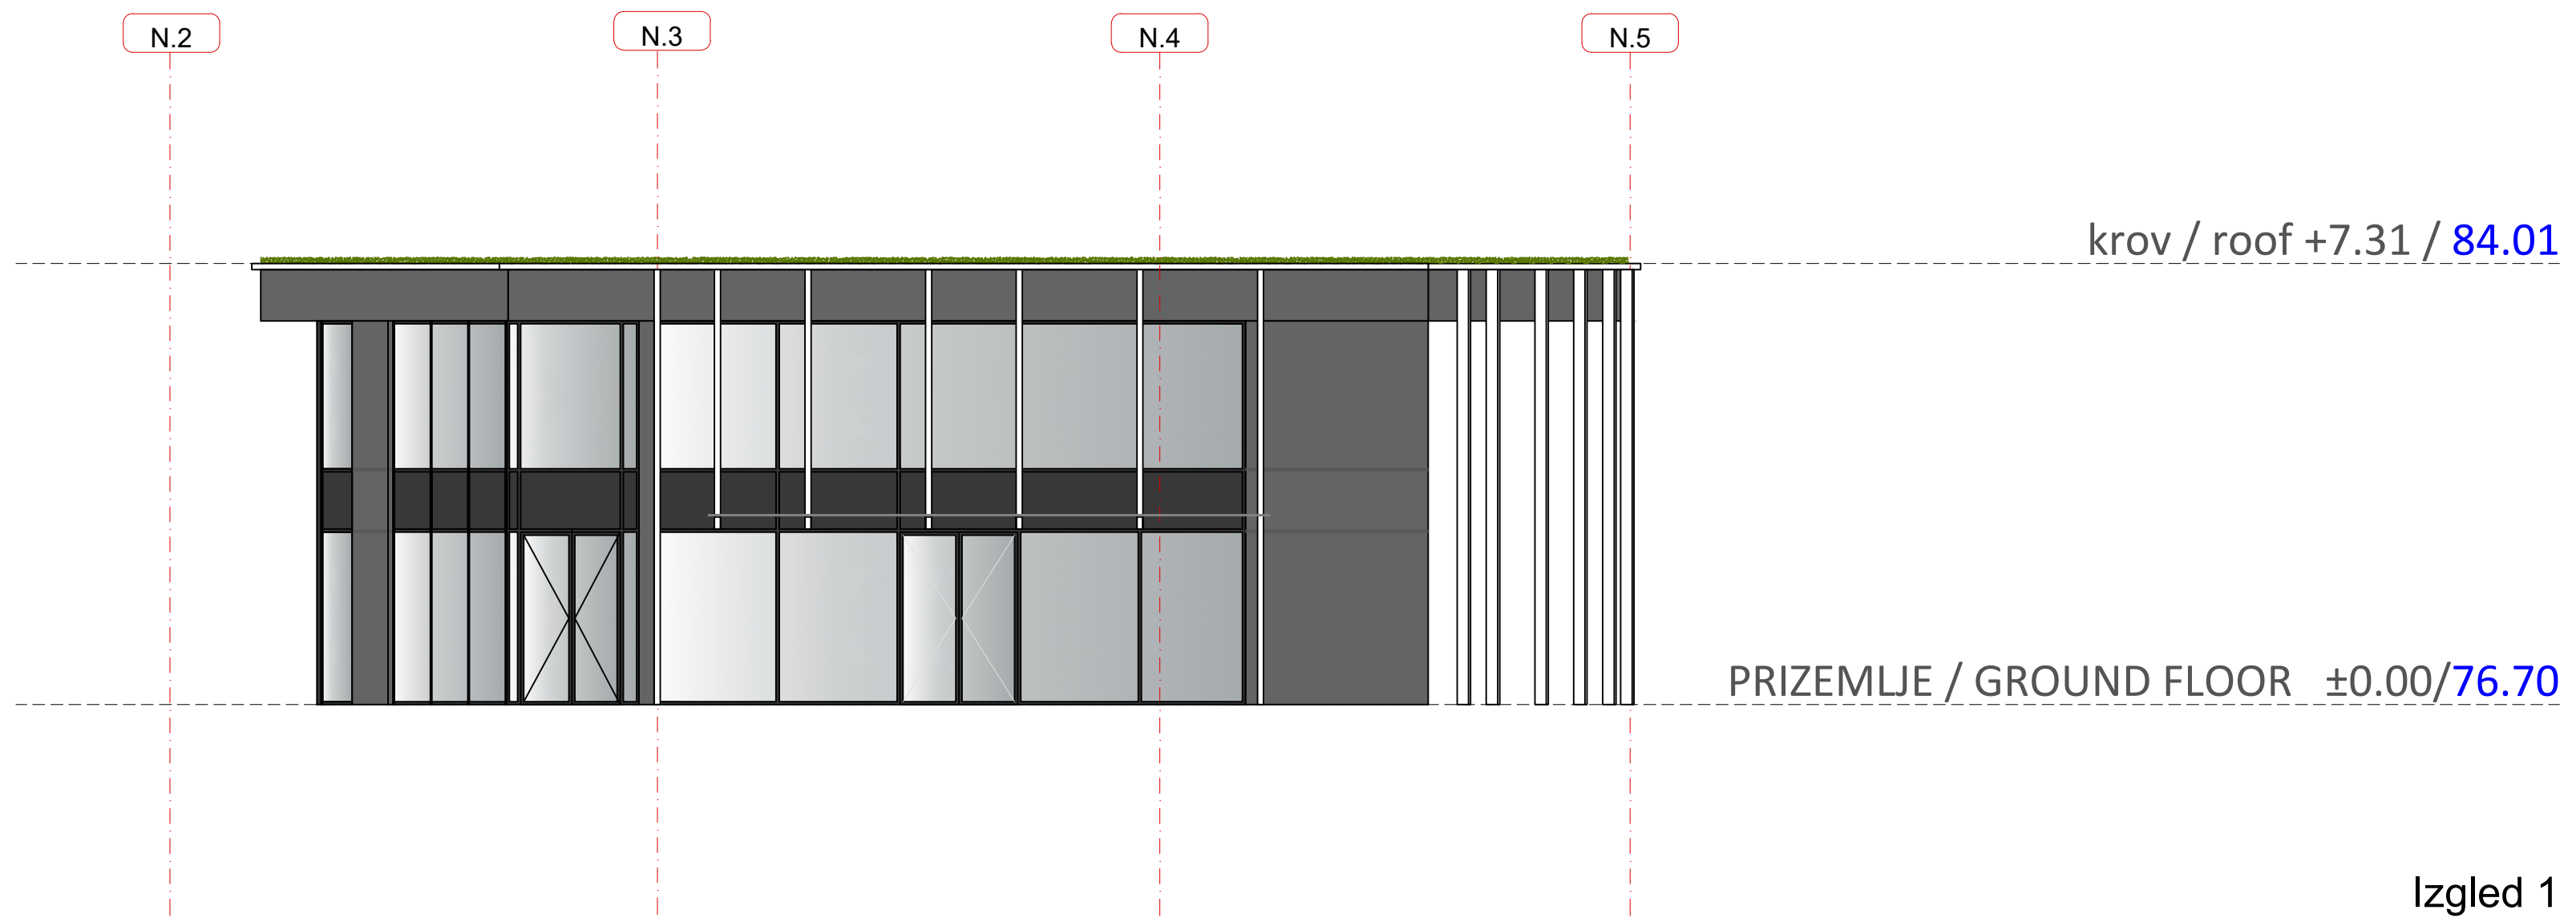 N.2
N.3
N.4
N.5
krov / roof +7.31 / 84.01
PRIZEMLJE / GROUND FLOOR ±0.00/76.70
Izgled 1